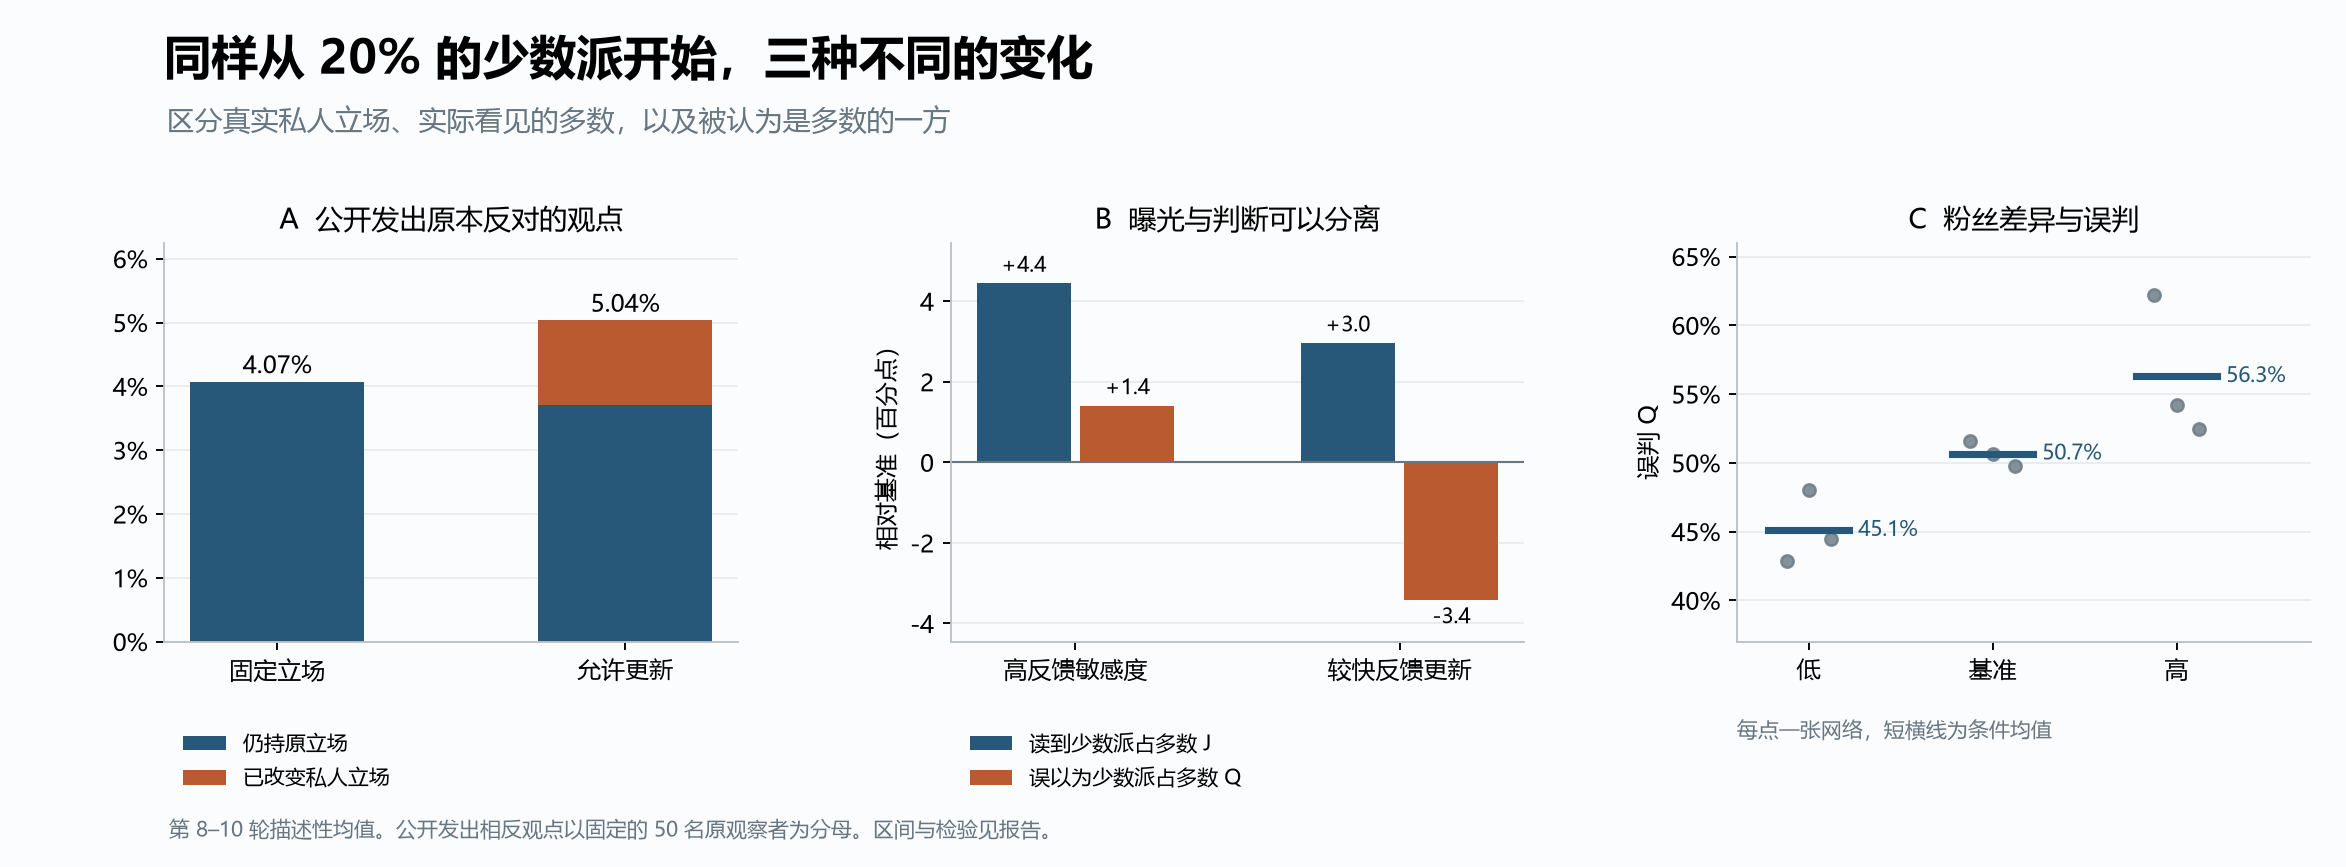 同样从 20% 的少数派开始，三种不同的变化
区分真实私人立场、实际看见的多数，以及被认为是多数的一方
A 公开发出原本反对的观点
6%
5%
4%
3%
2%
1%
0%
4.07%
5.04%
固定立场
允许更新
仍持原立场
已改变私人立场
B 曝光与判断可以分离
相对基准（百分点）
4
2
0
-2
-4
+4.4
+1.4
+3.0
-3.4
高反馈敏感度
较快反馈更新
读到少数派占多数 J
误以为少数派占多数 Q
C 粉丝差异与误判
误判 Q
65%
60%
55%
50%
45%
40%
45.1%
50.7%
56.3%
低
基准
高
每点一张网络，短横线为条件均值
第 8–10 轮描述性均值。公开发出相反观点以固定的 50 名原观察者为分母。区间与检验见报告。